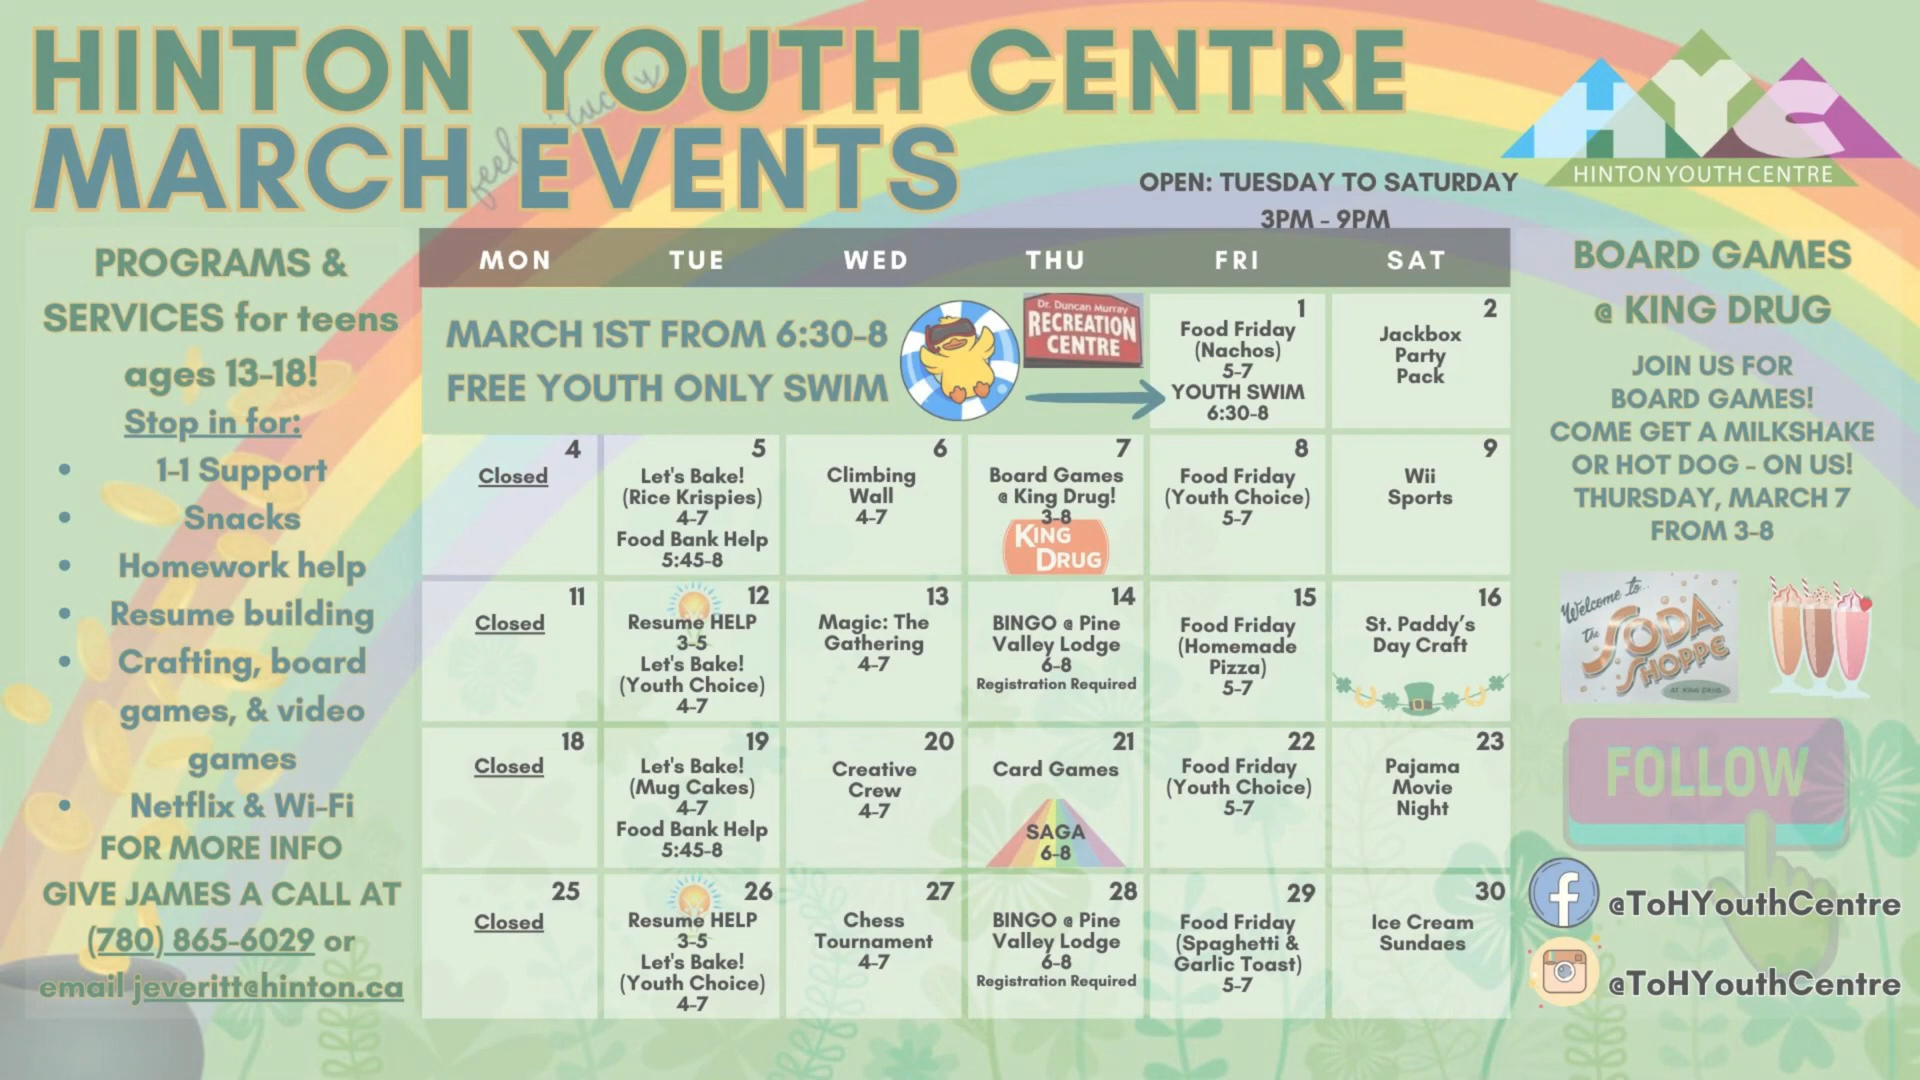 HINTON YOUTH CENTRE
MARCH EVENTS
feel
HYC
HINTON YOUTH CENTRE
OPEN: TUESDAY TO SATURDAY
3PM - 9PM
PROGRAMS &
SERVICES for teens
ages 13-18!
Stop in for:
• 1-1 Support
• Snacks
• Homework help
• Resume building
• Crafting, board
games, & video
games
• Netflix & Wi-Fi
FOR MORE INFO
GIVE JAMES A CALL AT
(780) 865-6029 or
email jeveritt@hinton.ca
MON TUE WED THU FRI SAT
MARCH 1ST FROM 6:30-8
FREE YOUTH ONLY SWIM
Dr. Duncan Murray
RECREATION
CENTRE
1
Food Friday
(Nachos)
5-7
YOUTH SWIM
6:30-8
2
Jackbox
Party
Pack
4
Closed
5
Let's Bake!
(Rice Krispies)
4-7
Food Bank Help
5:45-8
6
Climbing
Wall
4-7
7
Board Games
@ King Drug!
3-8
KING
DRUG
8
Food Friday
(Youth Choice)
5-7
9
Wii
Sports
11
Closed
12
Resume HELP
3-5
Let's Bake!
(Youth Choice)
4-7
13
Magic: The
Gathering
4-7
14
BINGO @ Pine
Valley Lodge
6-8
Registration Required
15
Food Friday
(Homemade
Pizza)
5-7
16
St. Paddy's
Day Craft
18
Closed
19
Let's Bake!
(Mug Cakes)
4-7
Food Bank Help
5:45-8
20
Creative
Crew
4-7
21
Card Games
SAGA
6-8
22
Food Friday
(Youth Choice)
5-7
23
Pajama
Movie
Night
25
Closed
26
Resume HELP
3-5
Let's Bake!
(Youth Choice)
4-7
27
Chess
Tournament
4-7
28
BINGO @ Pine
Valley Lodge
6-8
Registration Required
29
Food Friday
(Spaghetti &
Garlic Toast)
5-7
30
Ice Cream
Sundaes
BOARD GAMES
@ KING DRUG
JOIN US FOR
BOARD GAMES!
COME GET A MILKSHAKE
OR HOT DOG - ON US!
THURSDAY, MARCH 7
FROM 3-8
Welcome to..
the SODA
SHOPPE
AT KING DRUG
FOLLOW
@ToHYouthCentre
@ToHYouthCentre